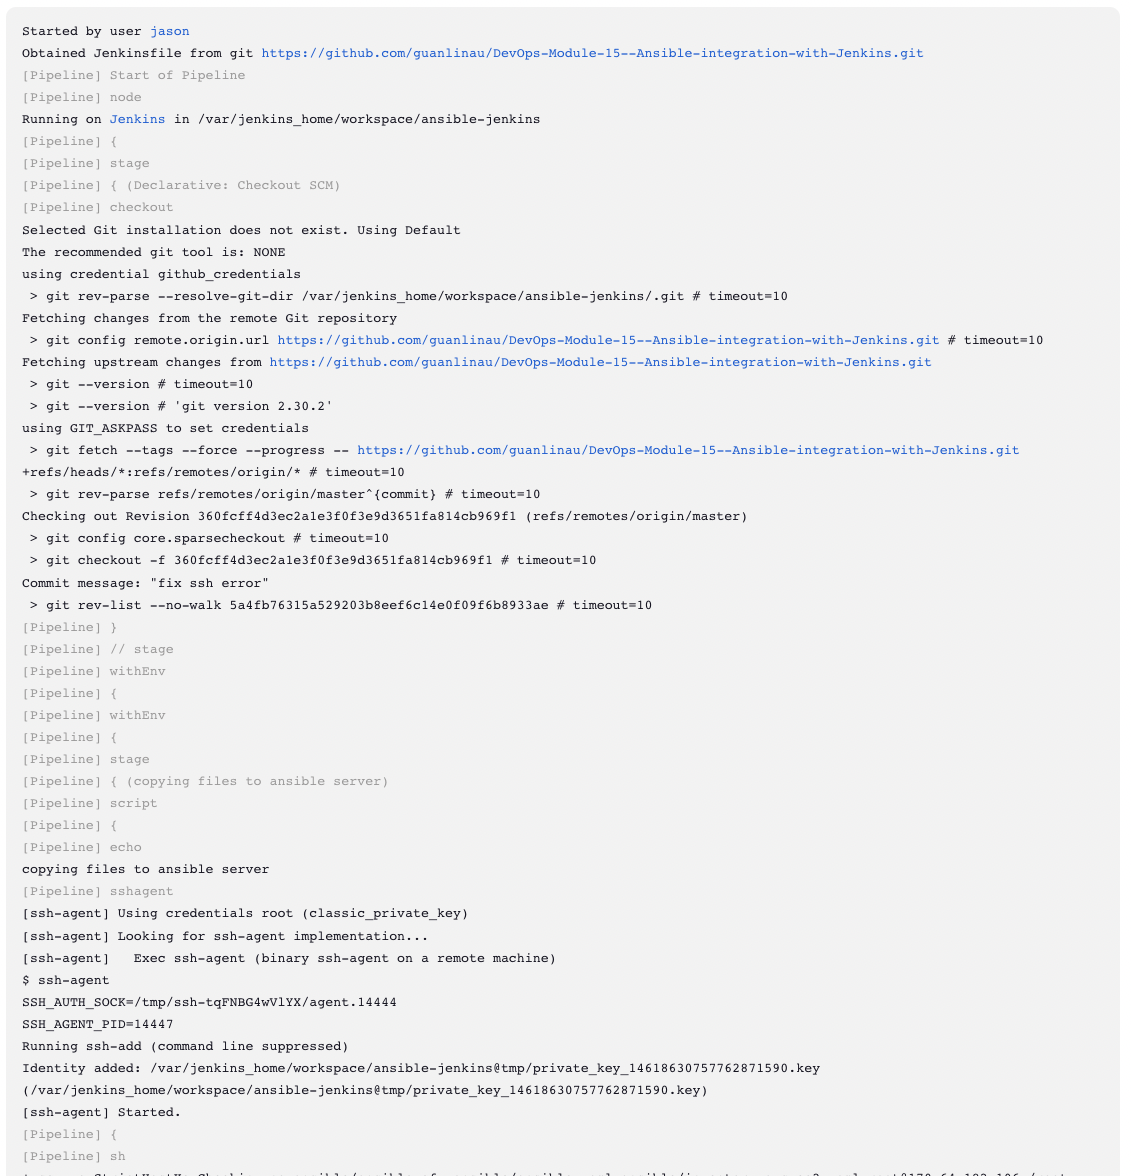 Started by user jason
Obtained Jenkinsfile from git https://github.com/guanlinau/DevOps-Module-15--Ansible-integration-with-Jenkins.git
[Pipeline] Start of Pipeline
[Pipeline] node
Running on Jenkins in /var/jenkins_home/workspace/ansible-jenkins
[Pipeline] {
[Pipeline] stage
[Pipeline] { (Declarative: Checkout SCM)
[Pipeline] checkout
Selected Git installation does not exist. Using Default
The recommended git tool is: NONE
using credential github_credentials
 > git rev-parse --resolve-git-dir /var/jenkins_home/workspace/ansible-jenkins/.git # timeout=10
Fetching changes from the remote Git repository
 > git config remote.origin.url https://github.com/guanlinau/DevOps-Module-15--Ansible-integration-with-Jenkins.git # timeout=10
Fetching upstream changes from https://github.com/guanlinau/DevOps-Module-15--Ansible-integration-with-Jenkins.git
 > git --version # timeout=10
 > git --version # 'git version 2.30.2'
using GIT_ASKPASS to set credentials
 > git fetch --tags --force --progress -- https://github.com/guanlinau/DevOps-Module-15--Ansible-integration-with-Jenkins.git
+refs/heads/*:refs/remotes/origin/* # timeout=10
 > git rev-parse refs/remotes/origin/master^{commit} # timeout=10
Checking out Revision 360fcff4d3ec2a1e3f0f3e9d3651fa814cb969f1 (refs/remotes/origin/master)
 > git config core.sparsecheckout # timeout=10
 > git checkout -f 360fcff4d3ec2a1e3f0f3e9d3651fa814cb969f1 # timeout=10
Commit message: "fix ssh error"
 > git rev-list --no-walk 5a4fb76315a529203b8eef6c14e0f09f6b8933ae # timeout=10
[Pipeline] }
[Pipeline] // stage
[Pipeline] withEnv
[Pipeline] {
[Pipeline] withEnv
[Pipeline] {
[Pipeline] stage
[Pipeline] { (copying files to ansible server)
[Pipeline] script
[Pipeline] {
[Pipeline] echo
copying files to ansible server
[Pipeline] sshagent
[ssh-agent] Using credentials root (classic_private_key)
[ssh-agent] Looking for ssh-agent implementation...
[ssh-agent]   Exec ssh-agent (binary ssh-agent on a remote machine)
$ ssh-agent
SSH_AUTH_SOCK=/tmp/ssh-tqFNBG4wVlYX/agent.14444
SSH_AGENT_PID=14447
Running ssh-add (command line suppressed)
Identity added: /var/jenkins_home/workspace/ansible-jenkins@tmp/private_key_14618630757762871590.key
(/var/jenkins_home/workspace/ansible-jenkins@tmp/private_key_14618630757762871590.key)
[ssh-agent] Started.
[Pipeline] {
[Pipeline] sh